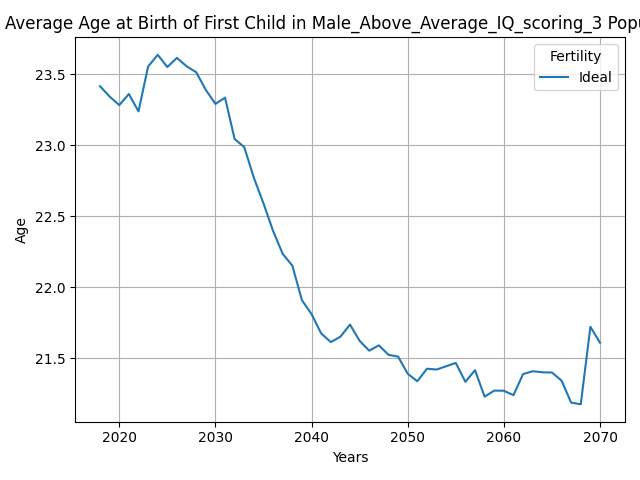 Average Age at Birth of First Child in Male_Above_Average_IQ_scoring_3
Fertility
Ideal
Age
23.5
23.0
22.5
22.0
21.5
2020 2030 2040 2050 2060 2070
Years